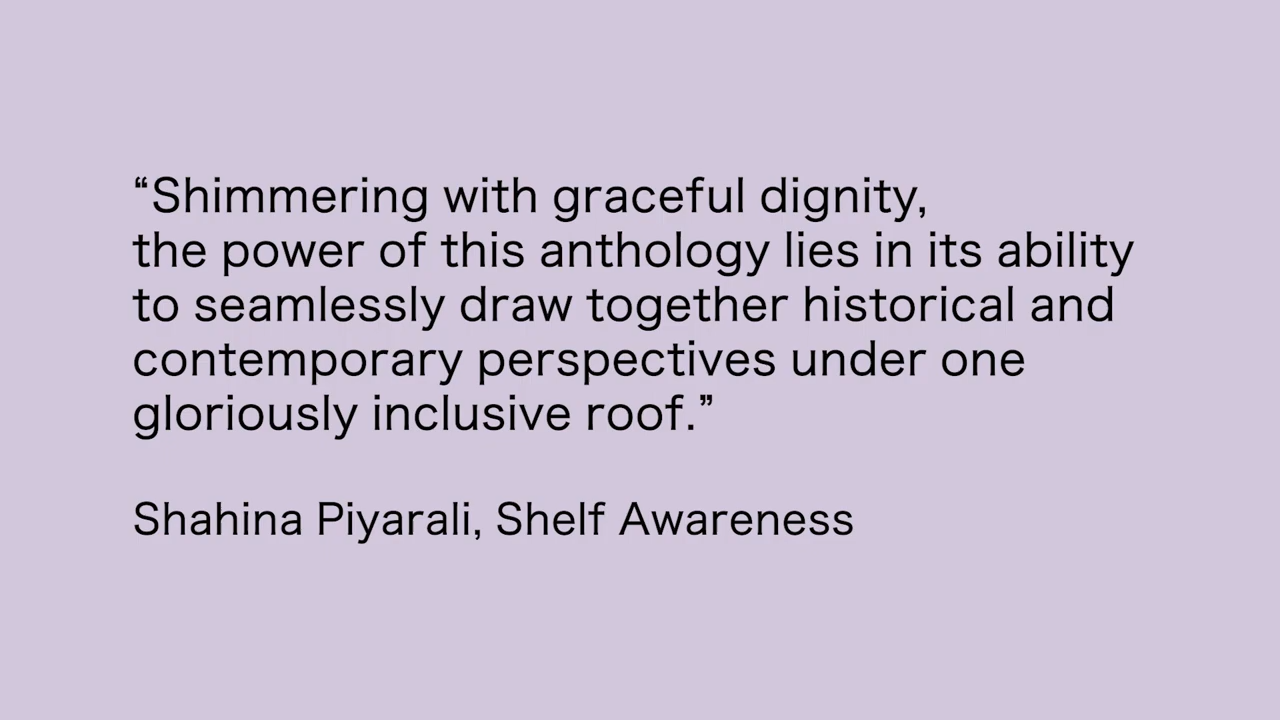 “Shimmering with graceful dignity,
the power of this anthology lies in its ability
to seamlessly draw together historical and
contemporary perspectives under one
gloriously inclusive roof.”
Shahina Piyarali, Shelf Awareness